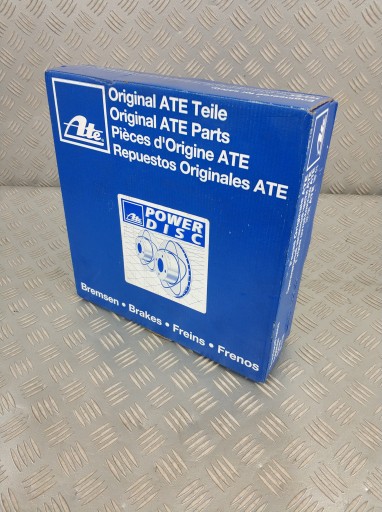 Ate
Original ATE Teile
Original ATE Parts
Pièces d'Origine ATE
Repuestos Originales ATE
Ate
POWER
DISC
Bremsen • Brakes • Freins • Frenos